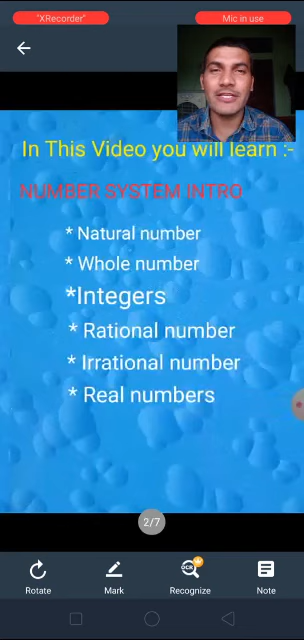 "XRecorder"
Mic in use
In This Video you will learn :-
NUMBER SYSTEM INTRO
* Natural number
* Whole number
*Integers
* Rational number
* Irrational number
* Real numbers
2/7
OCR
Rotate
Mark
Recognize
Note